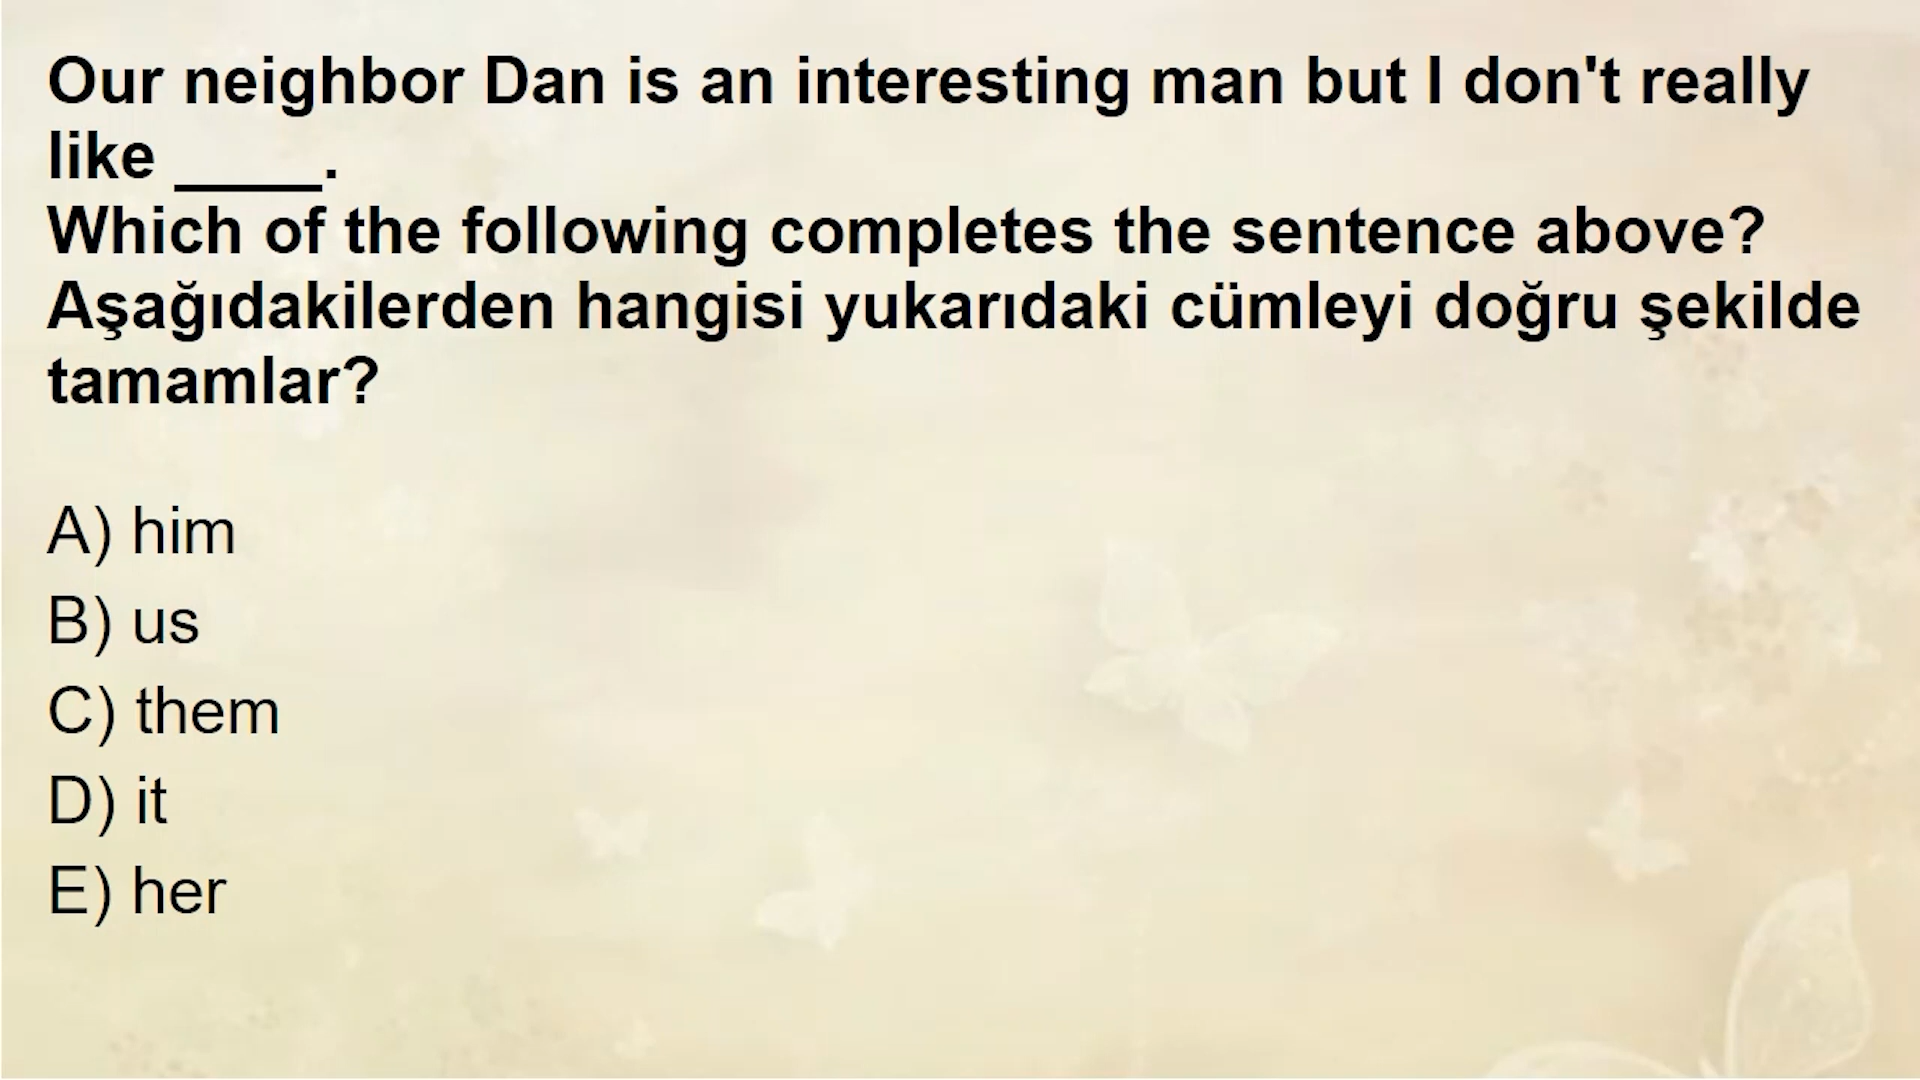 Our neighbor Dan is an interesting man but I don't really
like ____.
Which of the following completes the sentence above?
Aşağıdakilerden hangisi yukarıdaki cümleyi doğru şekilde
tamamlar?
A) him
B) us
C) them
D) it
E) her